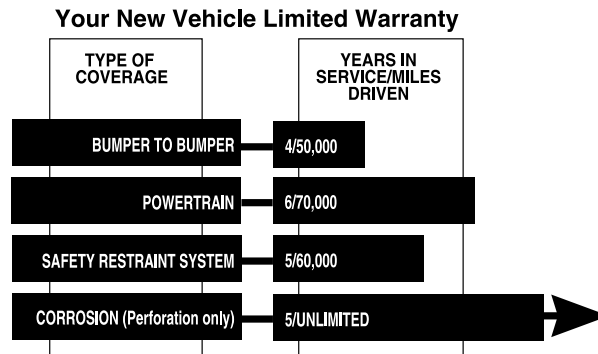 Your New Vehicle Limited Warranty
TYPE OF
COVERAGE
YEARS IN
SERVICE/MILES
DRIVEN
BUMPER TO BUMPER
4/50,000
POWERTRAIN
6/70,000
SAFETY RESTRAINT SYSTEM
5/60,000
CORROSION (Perforation only)
5/UNLIMITED